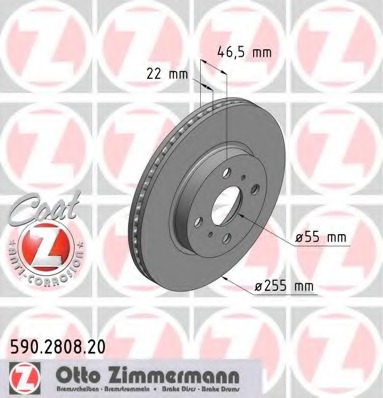 46,5 mm
22 mm
Coat
Z
ANTI-CORROSION
ø55 mm
ø255 mm
590.2808.20
Z
Otto Zimmermann
Bremsscheiben - Bremstrommeln • Brake Discs - Brake Drums